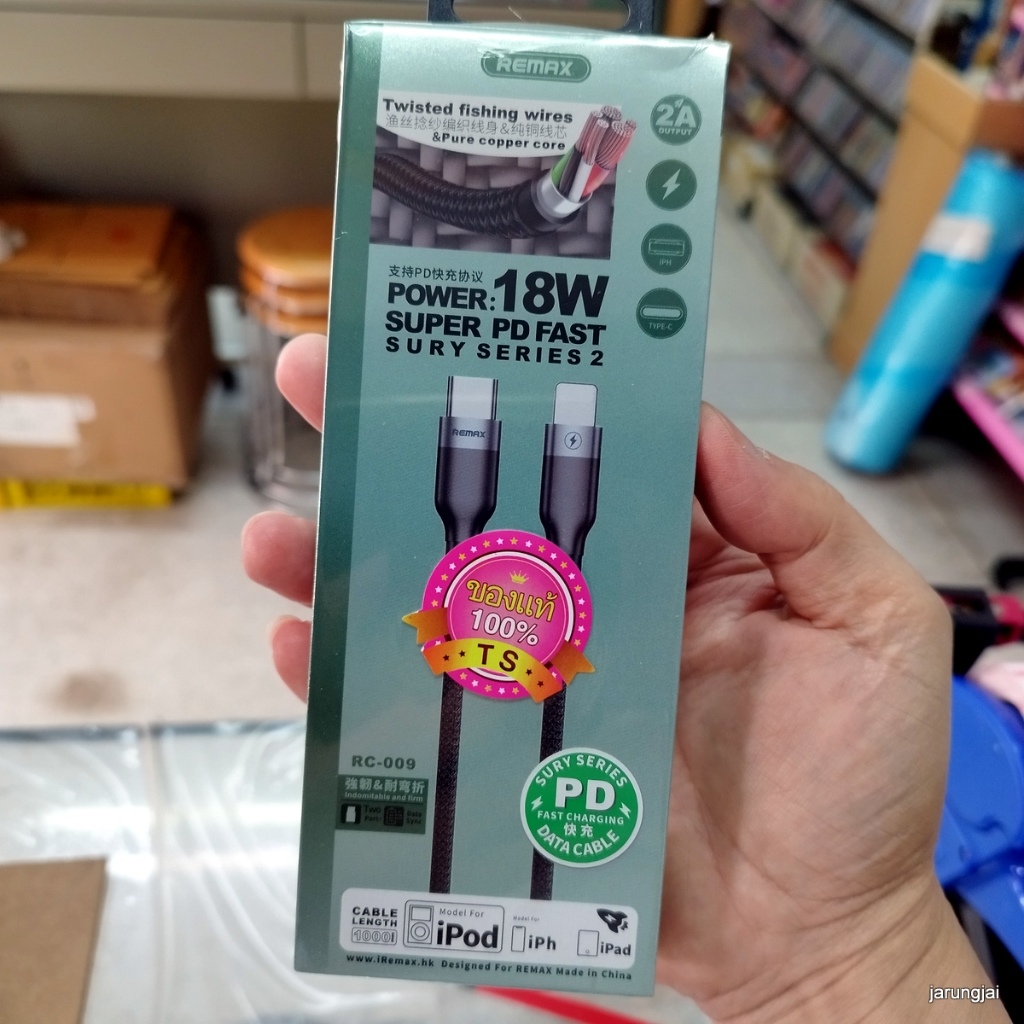 REMAX
Twisted fishing wires
渔丝捻纱编织线身&纯铜线芯
&Pure copper core
2A
OUTPUT
iPH
TYPE-C
支持PD快充协议
POWER:18W
SUPER PD FAST
SURY SERIES 2
REMAX
ของแท้
100%
TS
RC-009
強韌&耐弯折
Indomitable and firm
SURY SERIES
PD
FAST CHARGING
快充
DATA CABLE
CABLE
LENGTH
Model For
iPod
Model For
iPh
iPad
www.iRemax.hk Designed For REMAX Made in China
jarungjai